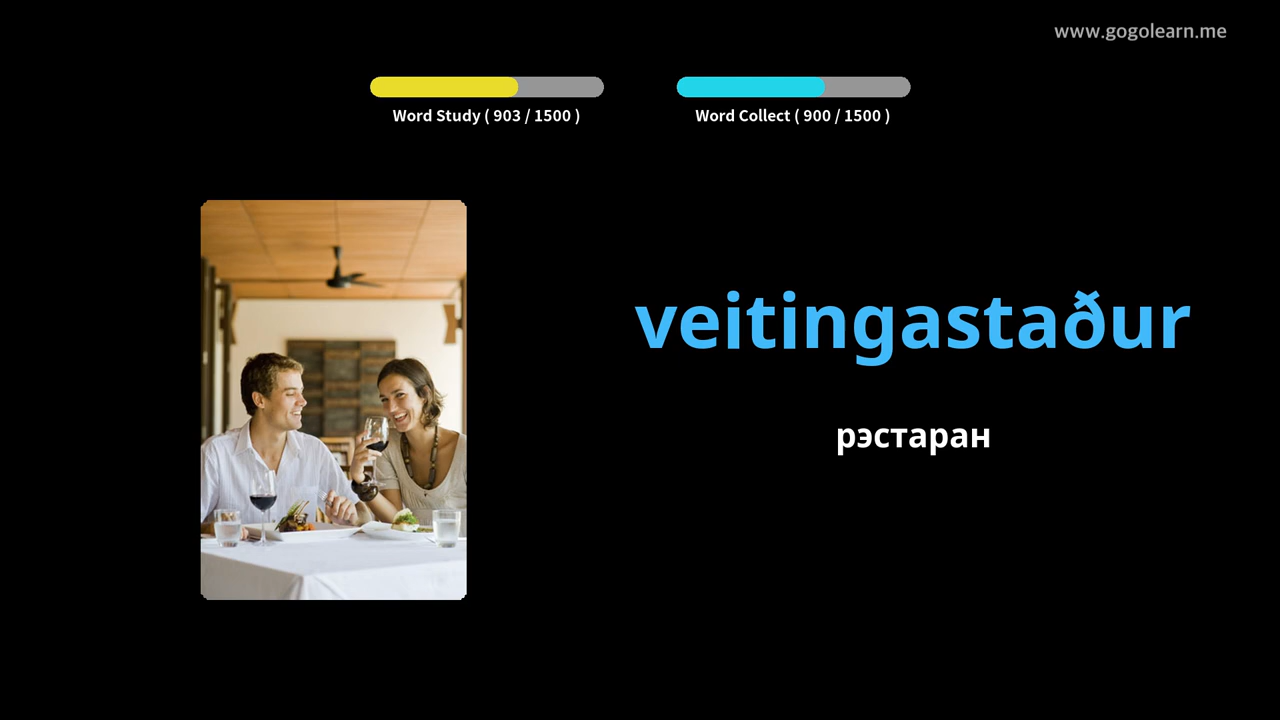 www.gogolearn.me
Word Study ( 903 / 1500 )
Word Collect ( 900 / 1500 )
veitingastaður
рэстаран